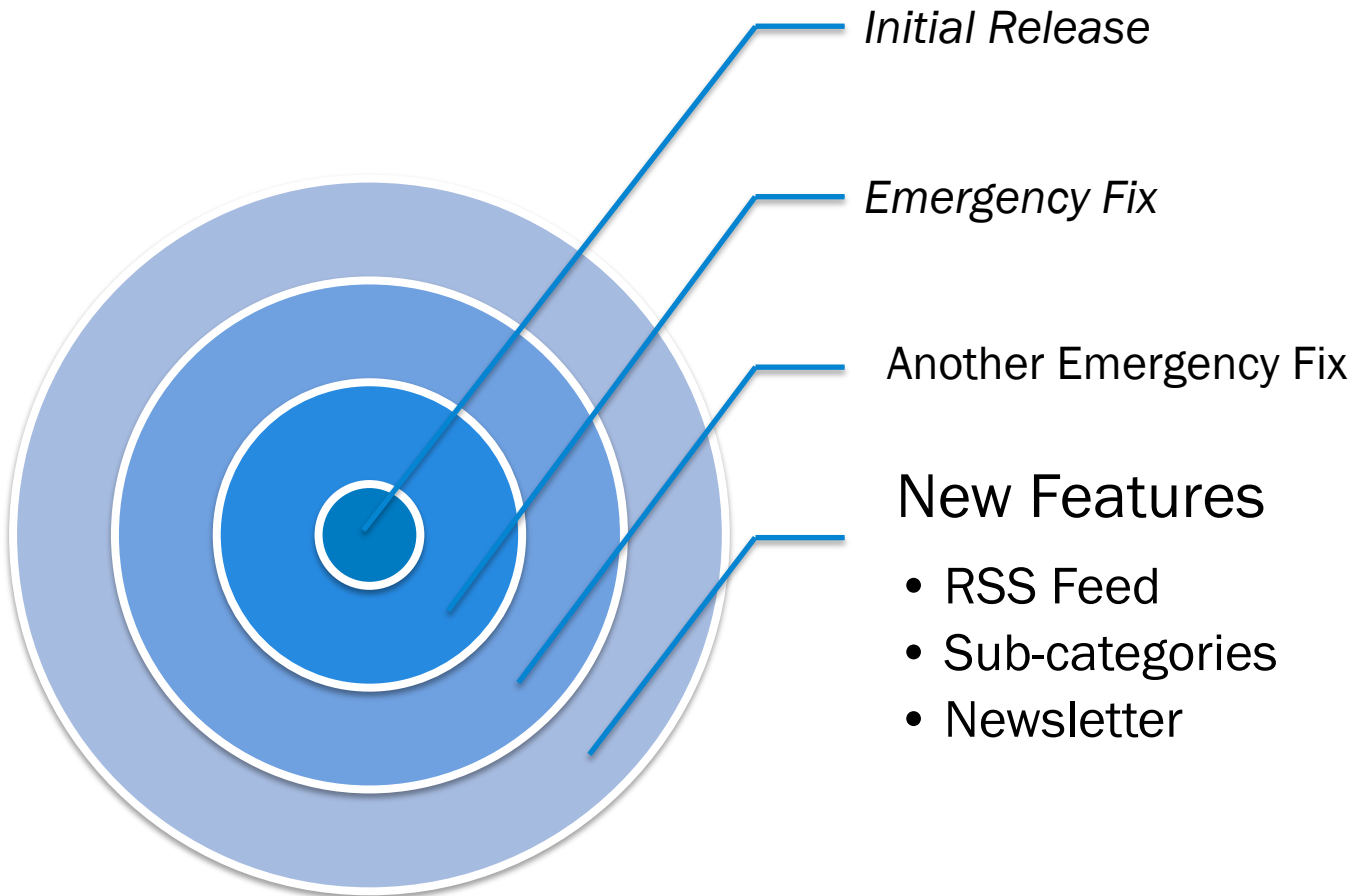 Initial Release
Emergency Fix
Another Emergency Fix
New Features
• RSS Feed
• Sub-categories
• Newsletter